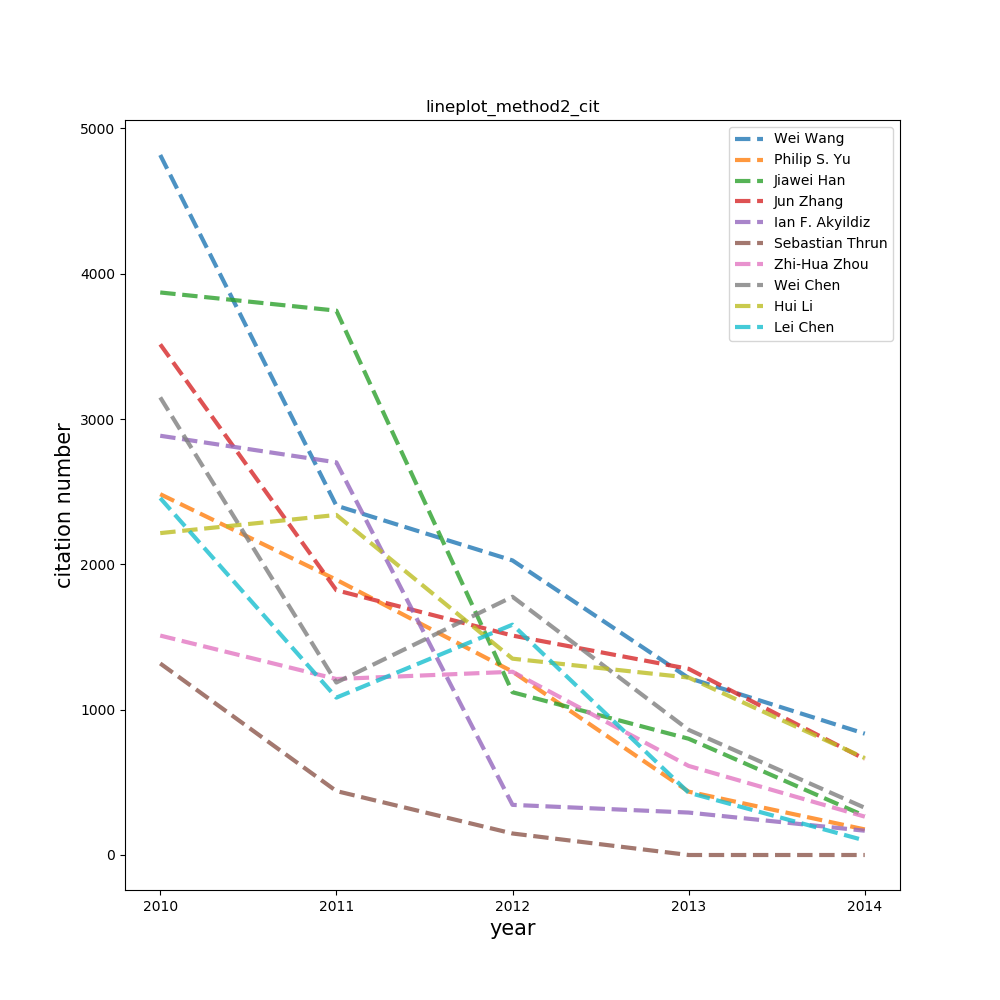 lineplot_method2_cit
5000
4000
3000
2000
1000
0
citation number
Wei Wang
Philip S. Yu
Jiawei Han
Jun Zhang
Ian F. Akyildiz
Sebastian Thrun
Zhi-Hua Zhou
Wei Chen
Hui Li
Lei Chen
2010 2011 2012 2013 2014
year